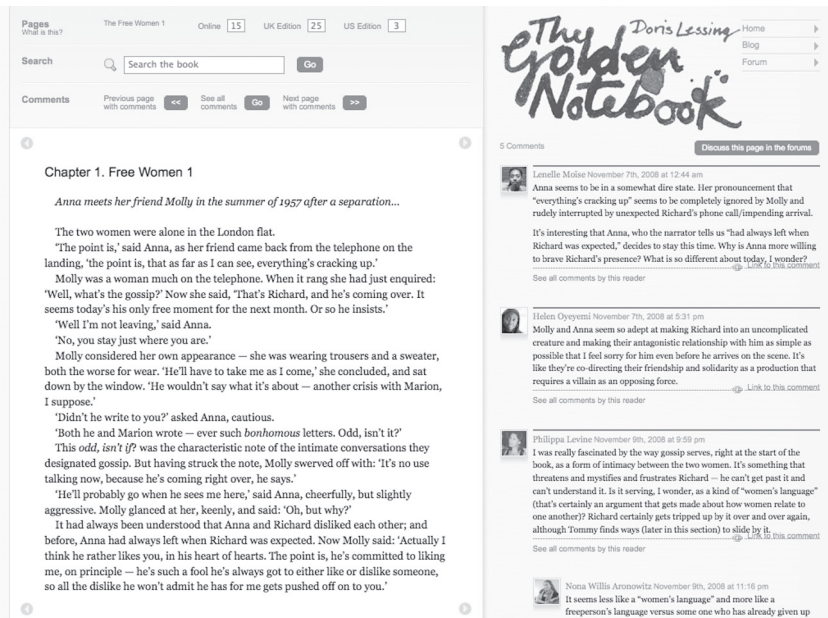 Pages
What is this?
The Free Women 1
Online 15
UK Edition 25
US Edition 3
Search
Search the book
Go
Comments
Previous page
with comments
<<
See all
comments
Go
Next page
with comments
>>
Chapter 1. Free Women 1
Anna meets her friend Molly in the summer of 1957 after a separation...
The two women were alone in the London flat.
‘The point is,’ said Anna, as her friend came back from the telephone on the
landing, ‘the point is, that as far as I can see, everything’s cracking up.’
Molly was a woman much on the telephone. When it rang she had just enquired:
‘Well, what’s the gossip?’ Now she said, ‘That’s Richard, and he’s coming over. It
seems today’s his only free moment for the next month. Or so he insists.’
‘Well I’m not leaving,’ said Anna.
‘No, you stay just where you are.’
Molly considered her own appearance — she was wearing trousers and a sweater,
both the worse for wear. ‘He’ll have to take me as I come,’ she concluded, and sat
down by the window. ‘He wouldn’t say what it’s about — another crisis with Marion,
I suppose.’
‘Didn’t he write to you?’ asked Anna, cautious.
‘Both he and Marion wrote — ever such bonhomous letters. Odd, isn’t it?’
This odd, isn’t if? was the characteristic note of the intimate conversations they
designated gossip. But having struck the note, Molly swerved off with: ‘It’s no use
talking now, because he’s coming right over, he says.’
‘He’ll probably go when he sees me here,’ said Anna, cheerfully, but slightly
aggressive. Molly glanced at her, keenly, and said: ‘Oh, but why?’
It had always been understood that Anna and Richard disliked each other; and
before, Anna had always left when Richard was expected. Now Molly said: ‘Actually I
think he rather likes you, in his heart of hearts. The point is, he’s committed to liking
me, on principle — he’s such a fool he’s always got to either like or dislike someone,
so all the dislike he won’t admit he has for me gets pushed off on to you.’
The
Golden
Notebook
Doris Lessing
Home
Blog
Forum
5 Comments
Discuss this page in the forums
Lenelle Moïse November 7th, 2008 at 12:44 am
Anna seems to be in a somewhat dire state. Her pronouncement that
“everything’s cracking up” seems to be completely ignored by Molly and
rudely interrupted by unexpected Richard’s phone call/impending arrival.
It’s interesting that Anna, who the narrator tells us “had always left when
Richard was expected,” decides to stay this time. Why is Anna more willing
to brave Richard’s presence? What is so different about today, I wonder?
Link to this comment
See all comments by this reader
Helen Oyeyemi November 7th, 2008 at 5:31 pm
Molly and Anna seem so adept at making Richard into an uncomplicated
creature and making their antagonistic relationship with him as simple as
possible that I feel sorry for him even before he arrives on the scene. It’s
like they’re co-directing their friendship and solidarity as a production that
requires a villain as an opposing force.
Link to this comment
See all comments by this reader
Philippa Levine November 9th, 2008 at 9:59 pm
I was really fascinated by the way gossip serves, right at the start of the
book, as a form of intimacy between the two women. It’s something that
threatens and mystifies and frustrates Richard — he can’t get past it and
can’t understand it. Is it serving, I wonder, as a kind of “women’s language”
(that’s certainly an argument that gets made about how women relate to
one another)? Richard certainly gets tripped up by it over and over again,
although Tommy finds ways (later in this section) to slide by it.
Link to this comment
See all comments by this reader
Nona Willis Aronowitz November 9th, 2008 at 11:16 pm
It seems less like a “women’s language” and more like a
freeperson’s language versus some one who has already given up